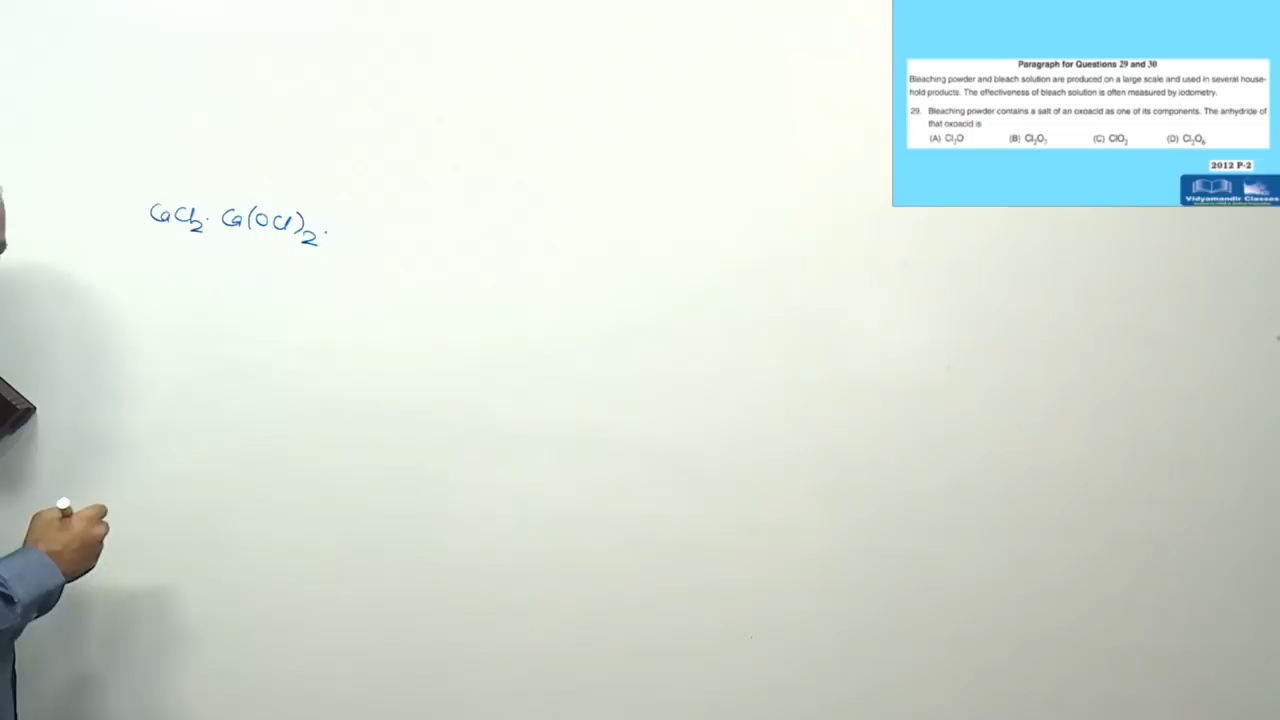 CaCl₂. Ca(OCl)₂.
Paragraph for Questions 29 and 30
Bleaching powder and bleach solution are produced on a large scale and used in several house-
hold products. The effectiveness of bleach solution is often measured by iodometry.
29. Bleaching powder contains a salt of an oxoacid as one of its components. The anhydride of
that oxoacid is
(A) Cl₂O (B) Cl₂O₇ (C) ClO₂ (D) Cl₂O₆
2012 P-2
Vidyamandir Classes